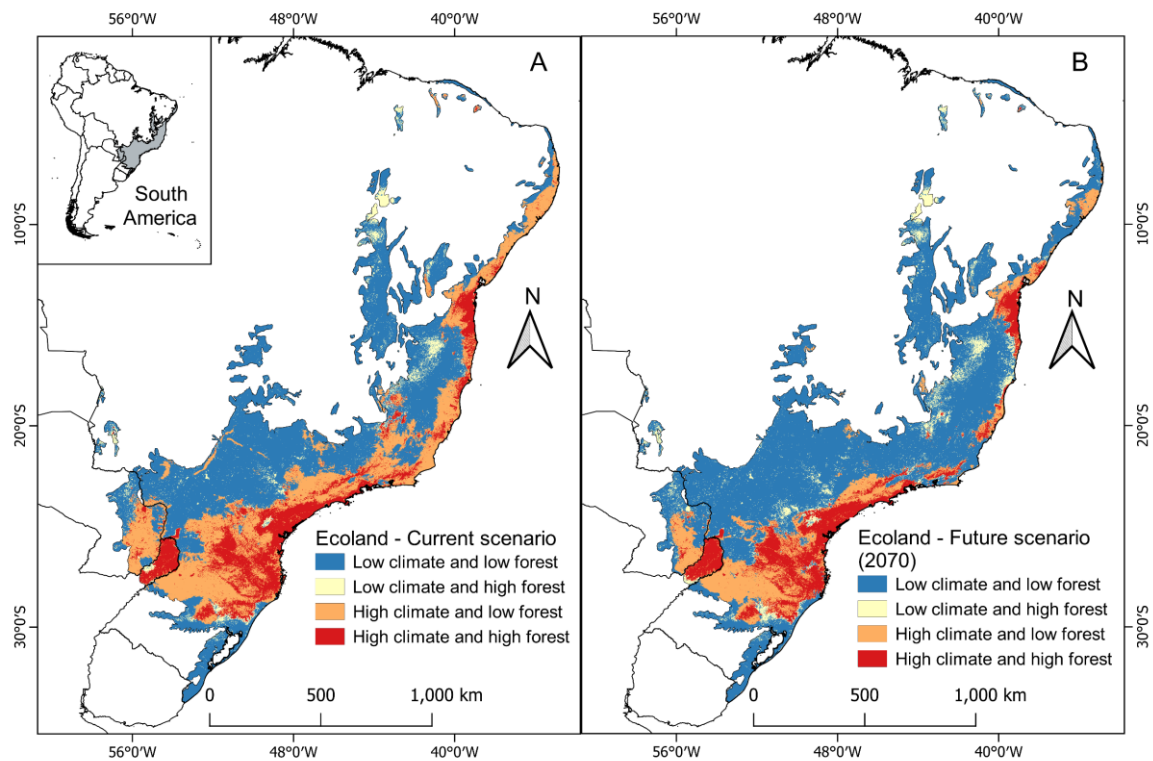 56°0'W 48°0'W 40°0'W 56°0'W 48°0'W 40°0'W
A
B
South
America
10°0'S
10°0'S
N
N
20°0'S
20°0'S
Ecoland - Current scenario
Low climate and low forest
Low climate and high forest
High climate and low forest
High climate and high forest
Ecoland - Future scenario
(2070)
Low climate and low forest
Low climate and high forest
High climate and low forest
High climate and high forest
30°0'S
30°0'S
0 500 1,000 km
0 500 1,000 km
56°0'W 48°0'W 40°0'W 56°0'W 48°0'W 40°0'W